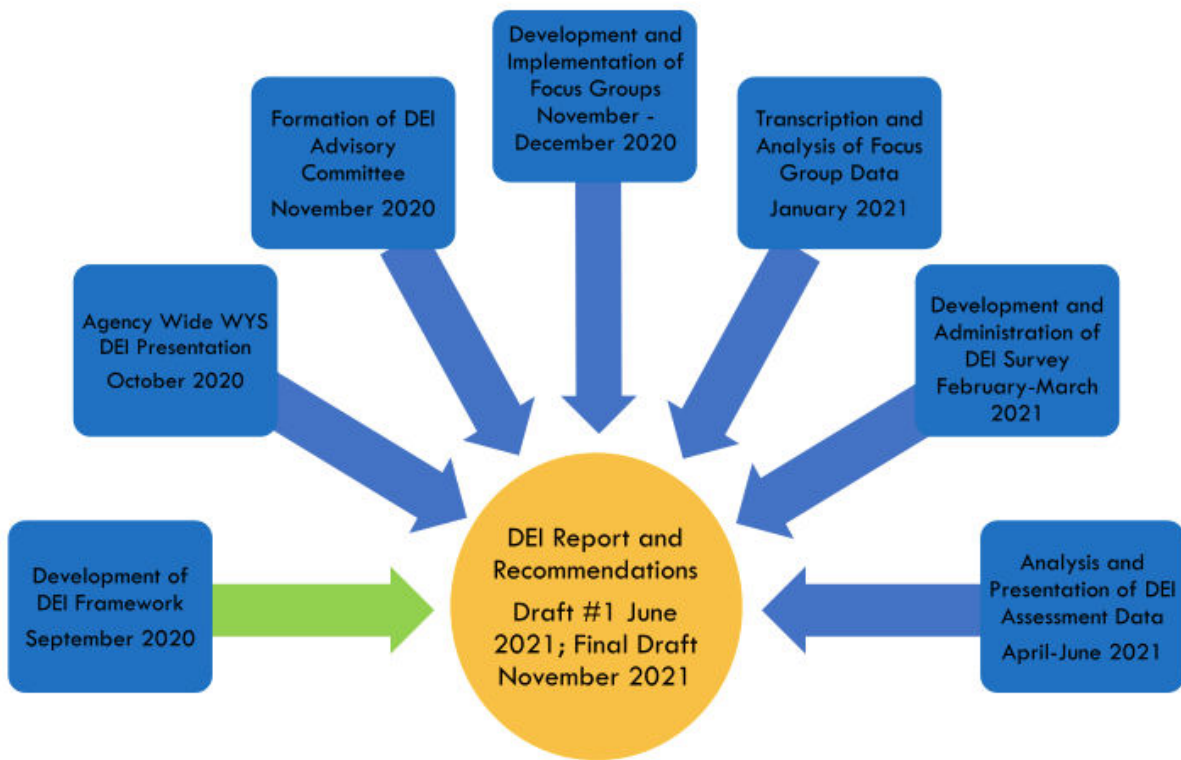 Development of
DEI Framework
September 2020
Agency Wide WYS
DEI Presentation
October 2020
Formation of DEI
Advisory
Committee
November 2020
Development and
Implementation of
Focus Groups
November -
December 2020
Transcription and
Analysis of Focus
Group Data
January 2021
Development and
Administration of
DEI Survey
February-March
2021
Analysis and
Presentation of DEI
Assessment Data
April-June 2021
DEI Report and
Recommendations
Draft #1 June
2021; Final Draft
November 2021